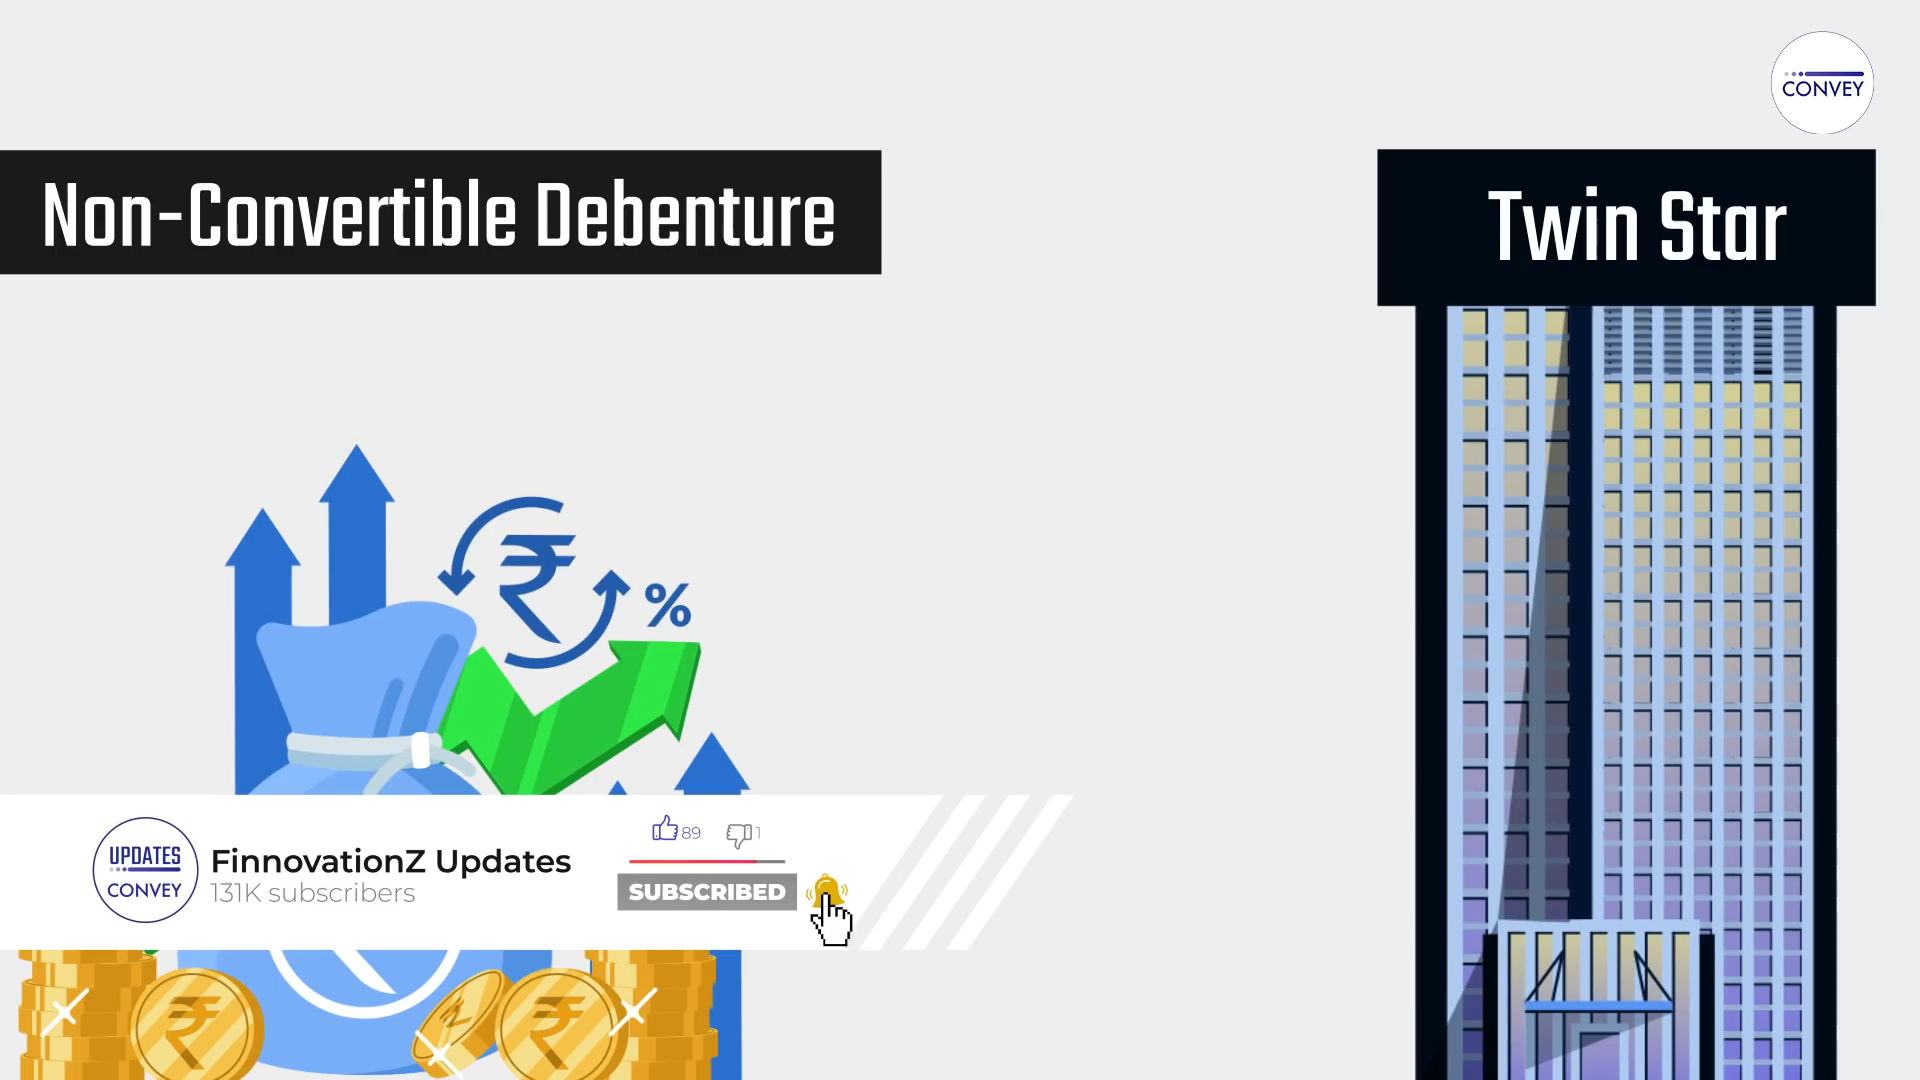 CONVEY
Non-Convertible Debenture
Twin Star
₹
%
UPDATES
CONVEY
FinnovationZ Updates
131K subscribers
89
1
SUBSCRIBED
₹
₹
₹